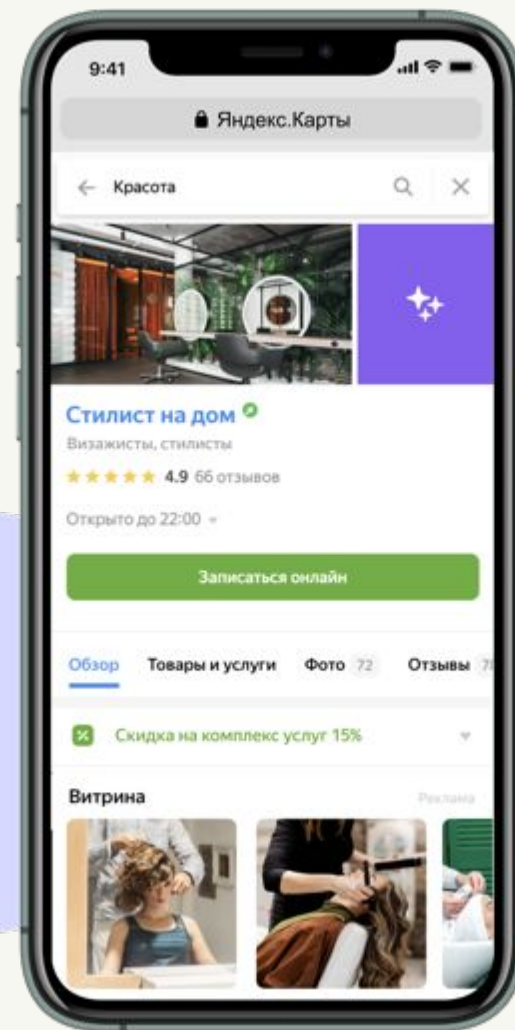 9:41
Яндекс.Карты
Красота
Стилист на дом
Визажисты, стилисты
4.9 66 отзывов
Открыто до 22:00
Записаться онлайн
Обзор Товары и услуги Фото 72 Отзывы
Скидка на комплекс услуг 15%
Витрина Реклама